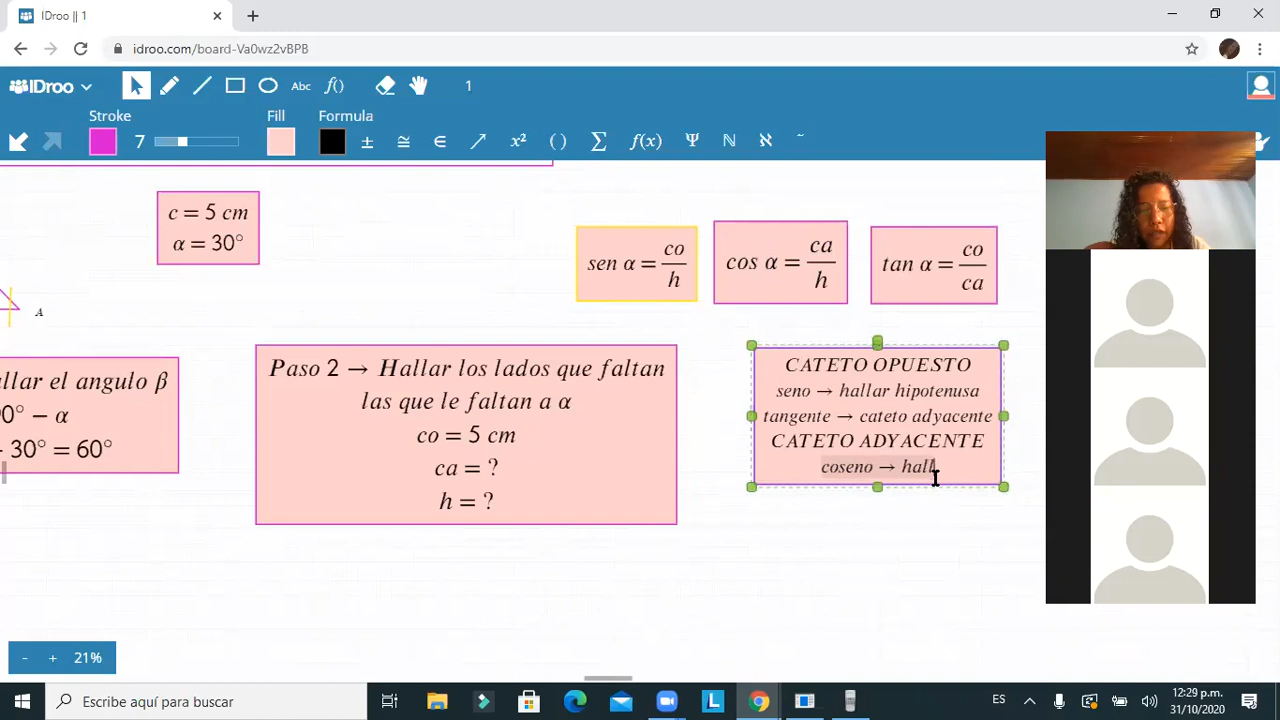 IDroo || 1
idroo.com/board-Va0wz2vBPB
IDroo
Abc
f()
1
Stroke
Fill
Formula
7
± ≅ ∈ x² ( ) ∑ f(x) Ψ ℕ ℵ ~
c = 5 cm
α = 30°
sen α = co/h
cos α = ca/h
tan α = co/ca
A
allar el angulo β
0° − α
30° = 60°
Paso 2 → Hallar los lados que faltan
las que le faltan a α
co = 5 cm
ca = ?
h = ?
CATETO OPUESTO
seno → hallar hipotenusa
tangente → cateto adyacente
CATETO ADYACENTE
coseno → hall
- + 21%
Escribe aquí para buscar
L
ES
12:29 p.m.
31/10/2020